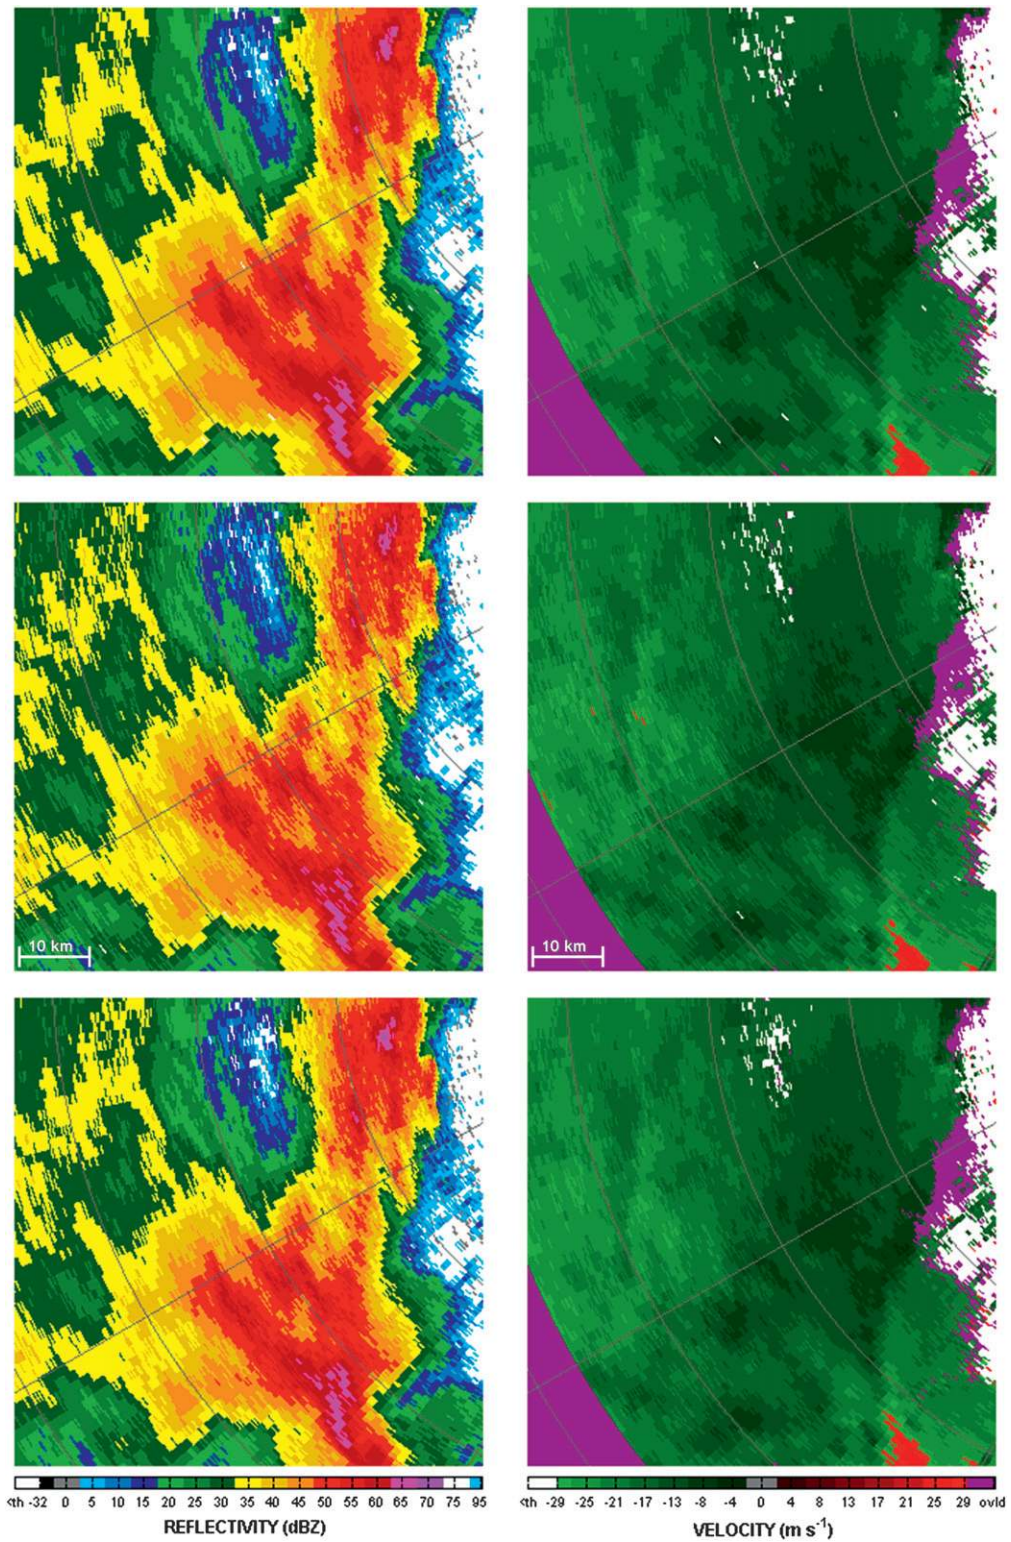 10 km
10 km
<th -32 0 5 10 15 20 25 30 35 40 45 50 55 60 65 70 75 95
REFLECTIVITY (dBZ)
<th -29 -25 -21 -17 -13 -8 -4 0 4 8 13 17 21 25 29 ovld
VELOCITY (m s⁻¹)